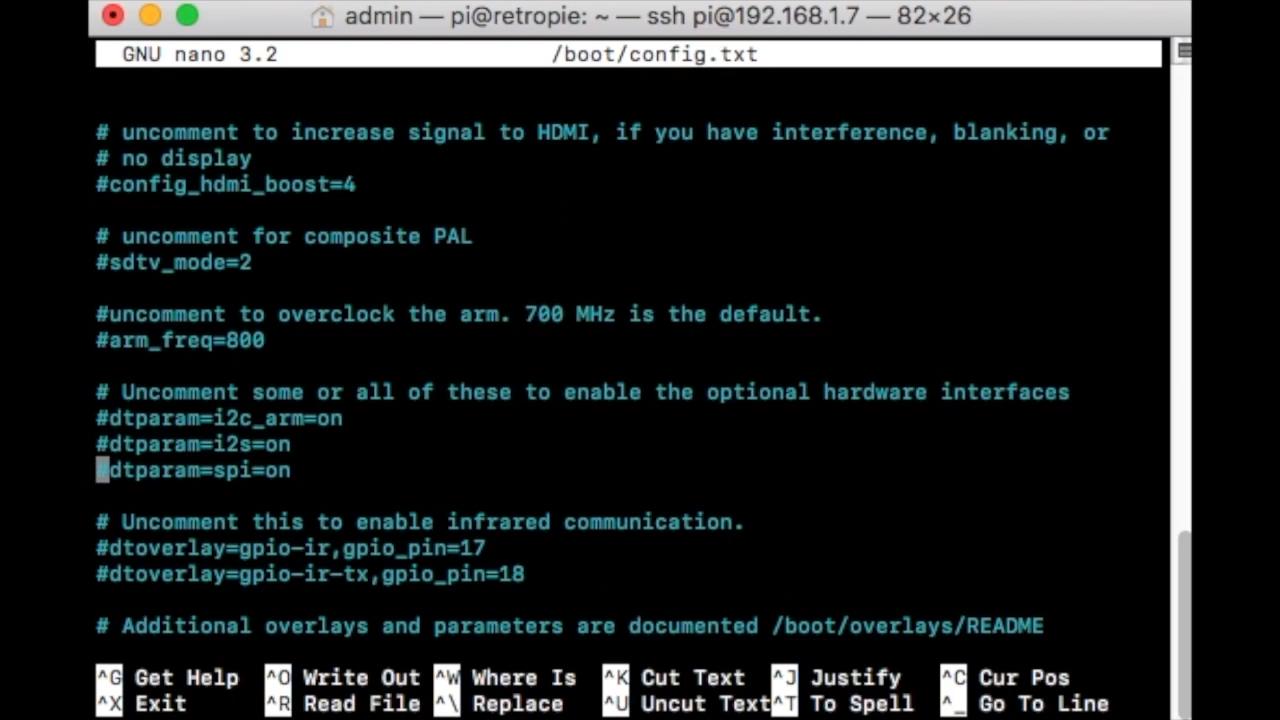 admin — pi@retropie: ~ — ssh pi@192.168.1.7 — 82×26
GNU nano 3.2 /boot/config.txt
# uncomment to increase signal to HDMI, if you have interference, blanking, or
# no display
#config_hdmi_boost=4
# uncomment for composite PAL
#sdtv_mode=2
#uncomment to overclock the arm. 700 MHz is the default.
#arm_freq=800
# Uncomment some or all of these to enable the optional hardware interfaces
#dtparam=i2c_arm=on
#dtparam=i2s=on
#dtparam=spi=on
# Uncomment this to enable infrared communication.
#dtoverlay=gpio-ir,gpio_pin=17
#dtoverlay=gpio-ir-tx,gpio_pin=18
# Additional overlays and parameters are documented /boot/overlays/README
^G Get Help ^O Write Out ^W Where Is ^K Cut Text ^J Justify ^C Cur Pos
^X Exit ^R Read File ^\ Replace ^U Uncut Text ^T To Spell ^_ Go To Line